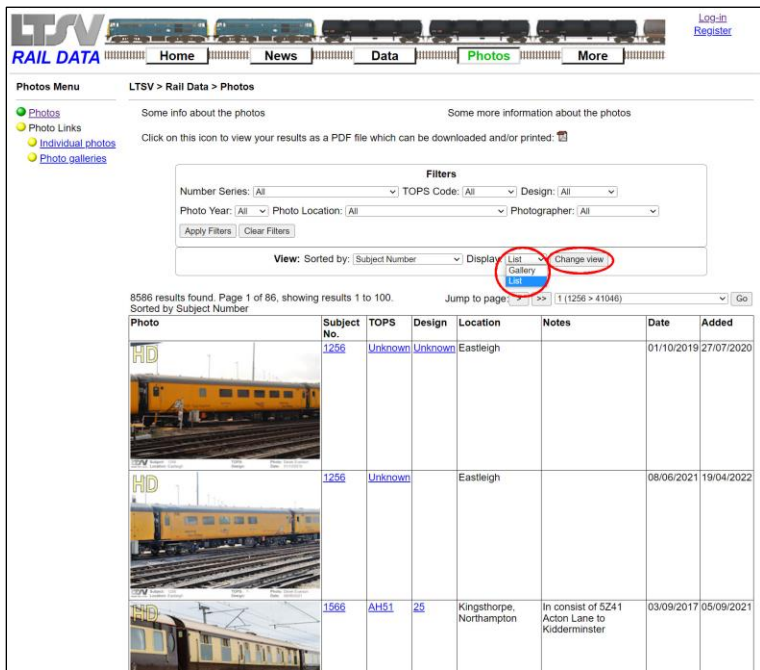 LTSV
RAIL DATA
Home
News
Data
Photos
More
Log-in
Register
Photos Menu
Photos
Photo Links
Individual photos
Photo galleries
LTSV > Rail Data > Photos
Some info about the photos
Some more information about the photos
Click on this icon to view your results as a PDF file which can be downloaded and/or printed:
Filters
Number Series: All TOPS Code: All Design: All
Photo Year: All Photo Location: All Photographer: All
Apply Filters Clear Filters
View: Sorted by: Subject Number Display: List Change view
Gallery
List
8586 results found. Page 1 of 86, showing results 1 to 100.
Sorted by Subject Number
Jump to page: > >> 1 (1256 > 41046) Go
Photo Subject No. TOPS Design Location Notes Date Added
HD
1256 Unknown Unknown Eastleigh 01/10/2019 27/07/2020
HD
1256 Unknown Eastleigh 08/06/2021 19/04/2022
HD
1566 AH51 25 Kingsthorpe, Northampton In consist of 5Z41 Acton Lane to Kidderminster 03/09/2017 05/09/2021